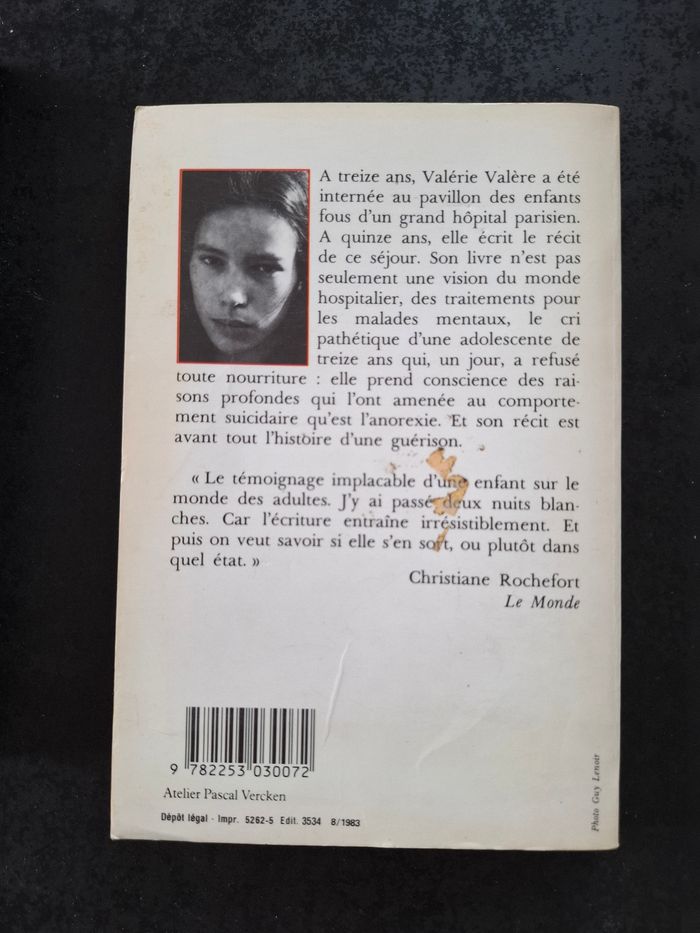 A treize ans, Valérie Valère a été
internée au pavillon des enfants
fous d'un grand hôpital parisien.
A quinze ans, elle écrit le récit
de ce séjour. Son livre n'est pas
seulement une vision du monde
hospitalier, des traitements pour
les malades mentaux, le cri
pathétique d'une adolescente de
treize ans qui, un jour, a refusé
toute nourriture : elle prend conscience des rai-
sons profondes qui l'ont amenée au comporte-
ment suicidaire qu'est l'anorexie. Et son récit est
avant tout l'histoire d'une guérison.
« Le témoignage implacable d'une enfant sur le
monde des adultes. J'y ai passé deux nuits blan-
ches. Car l'écriture entraîne irrésistiblement. Et
puis on veut savoir si elle s'en sort, ou plutôt dans
quel état. »
Christiane Rochefort
Le Monde
9 782253 030072
Atelier Pascal Vercken
Dépôt légal - Impr. 5262-5 Edit. 3534 8/1983
Photo Guy Lenoir